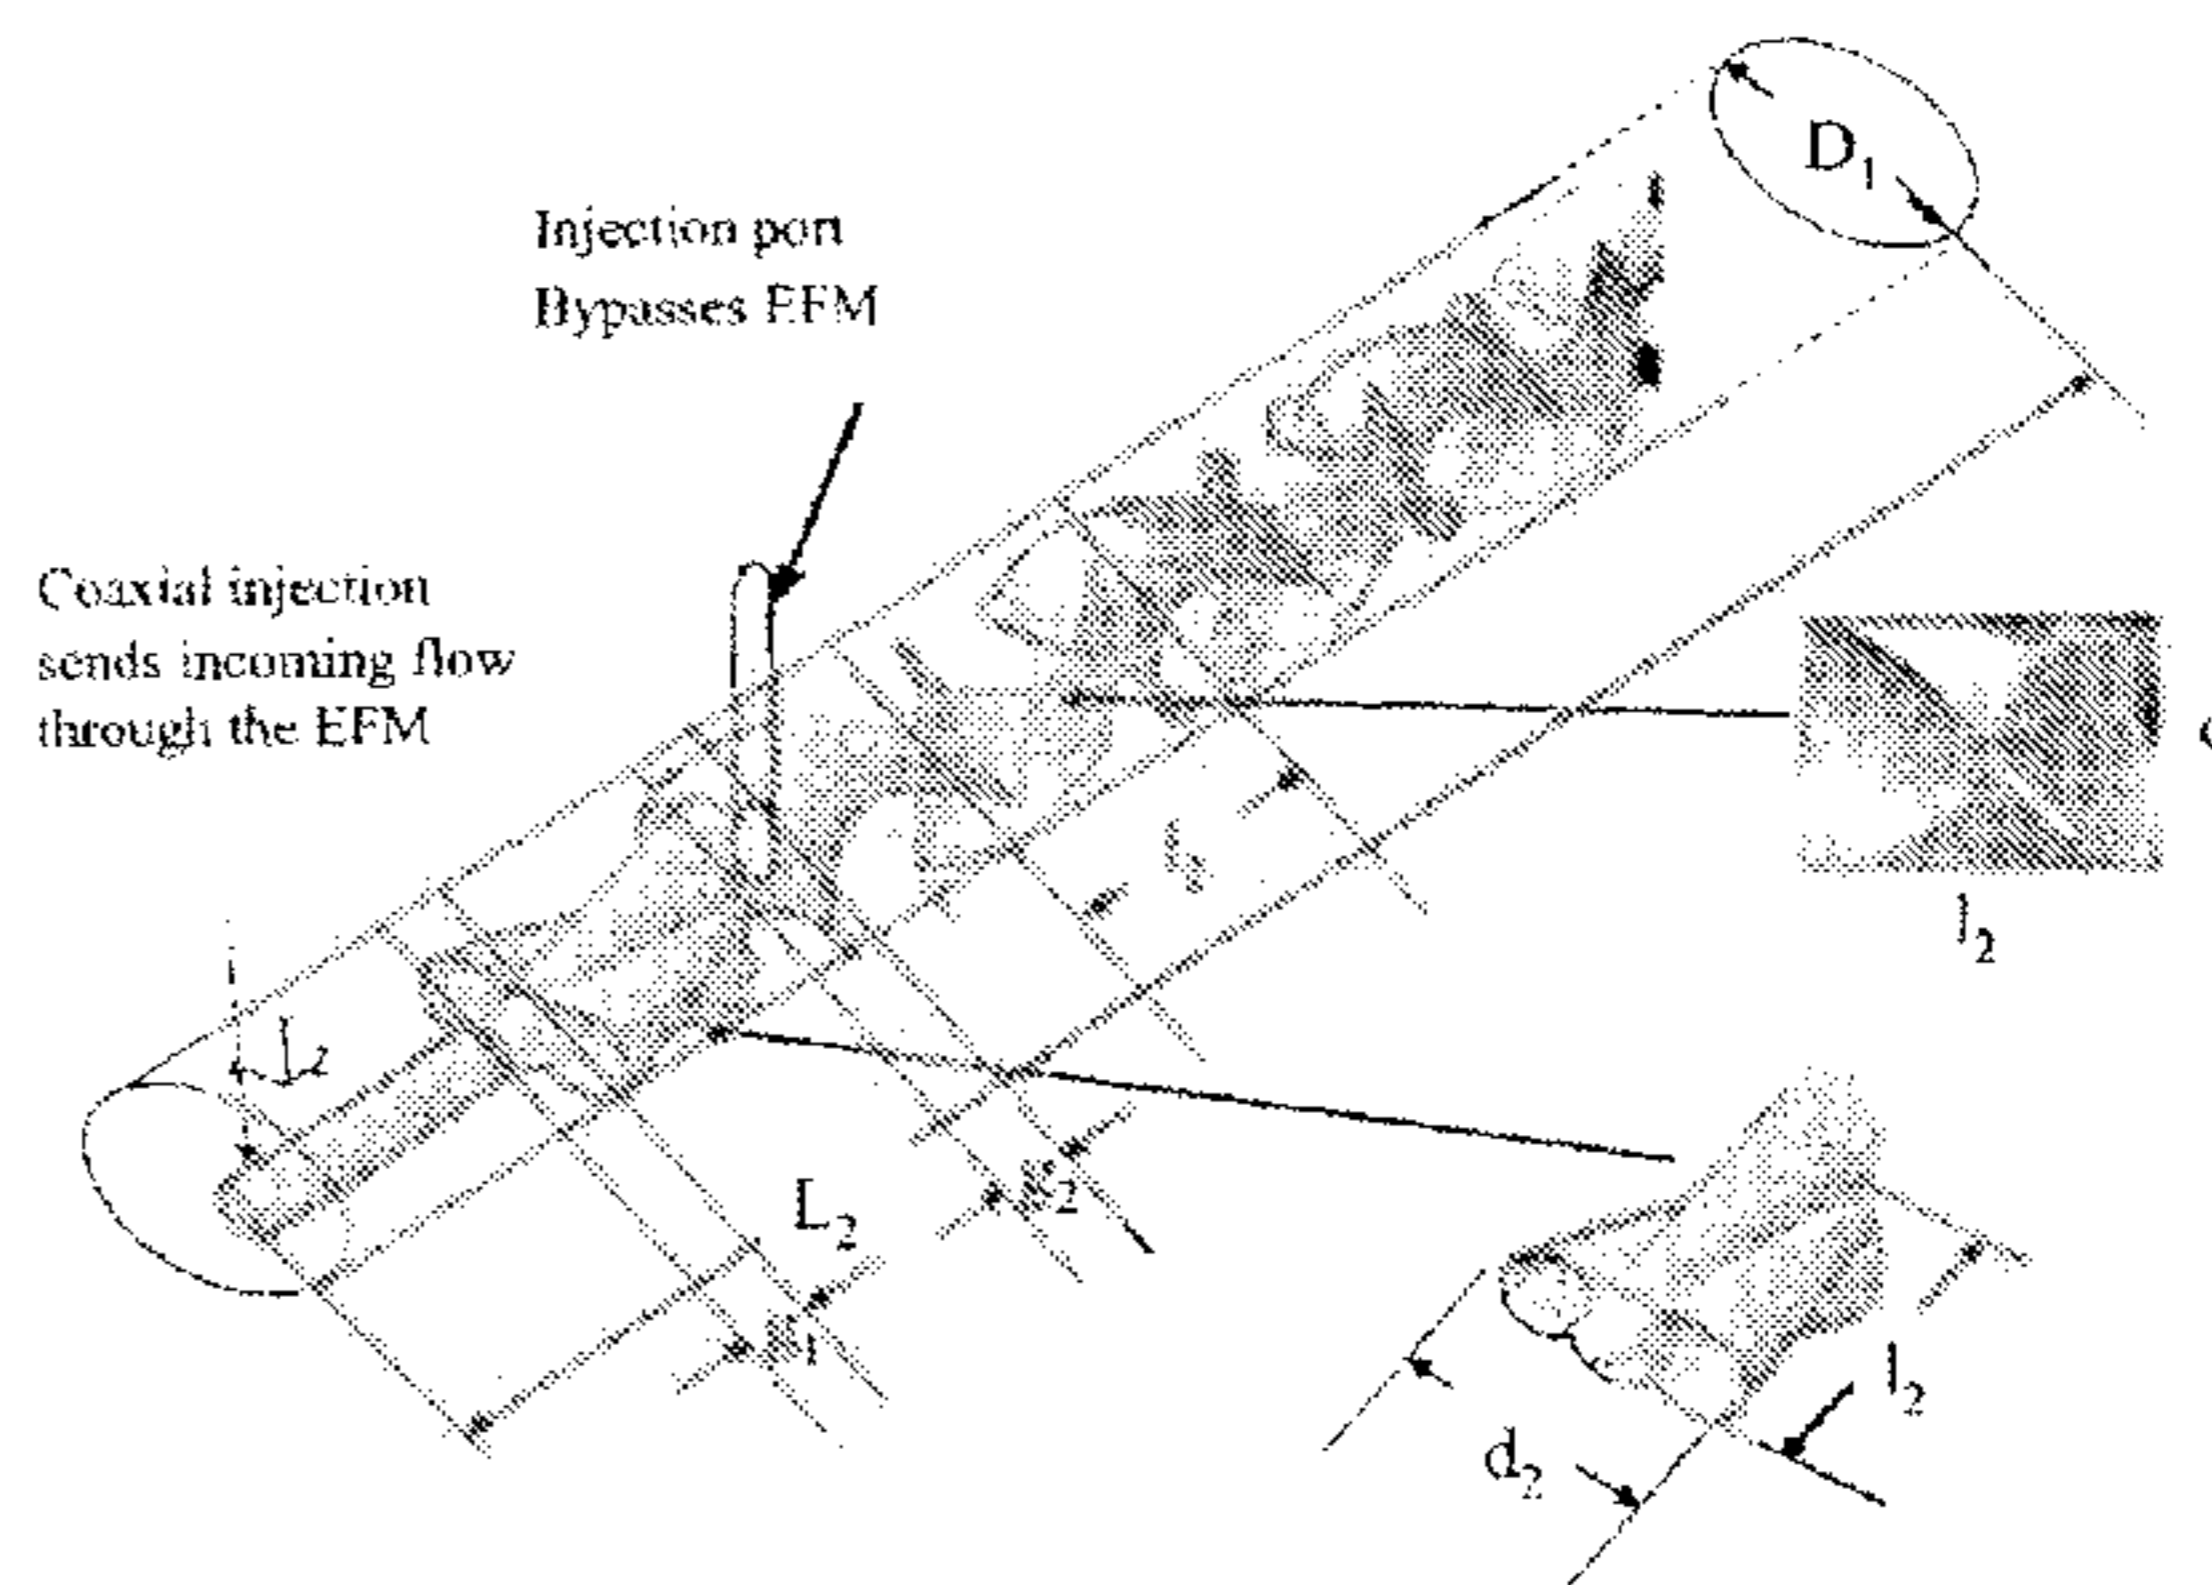 D₁
Injection port
Bypasses EFM
Coaxial injection
sends incoming flow
through the EFM
l₂
L₂
l₂
d₂